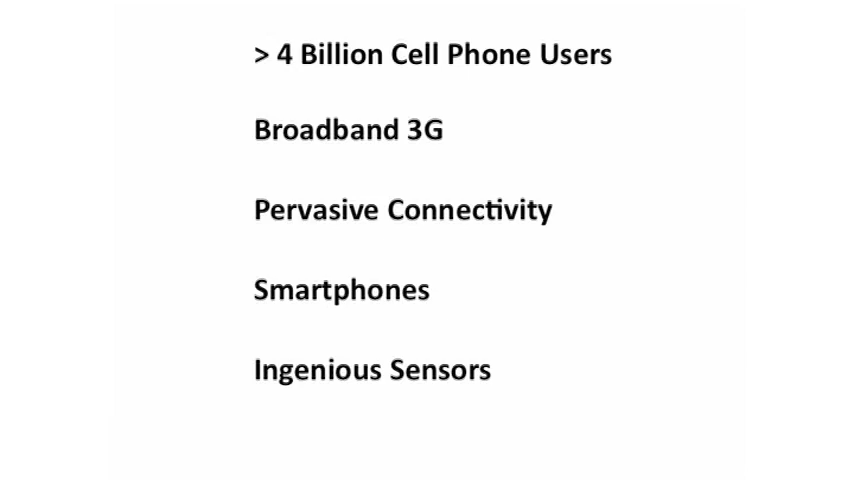 > 4 Billion Cell Phone Users
Broadband 3G
Pervasive Connectivity
Smartphones
Ingenious Sensors